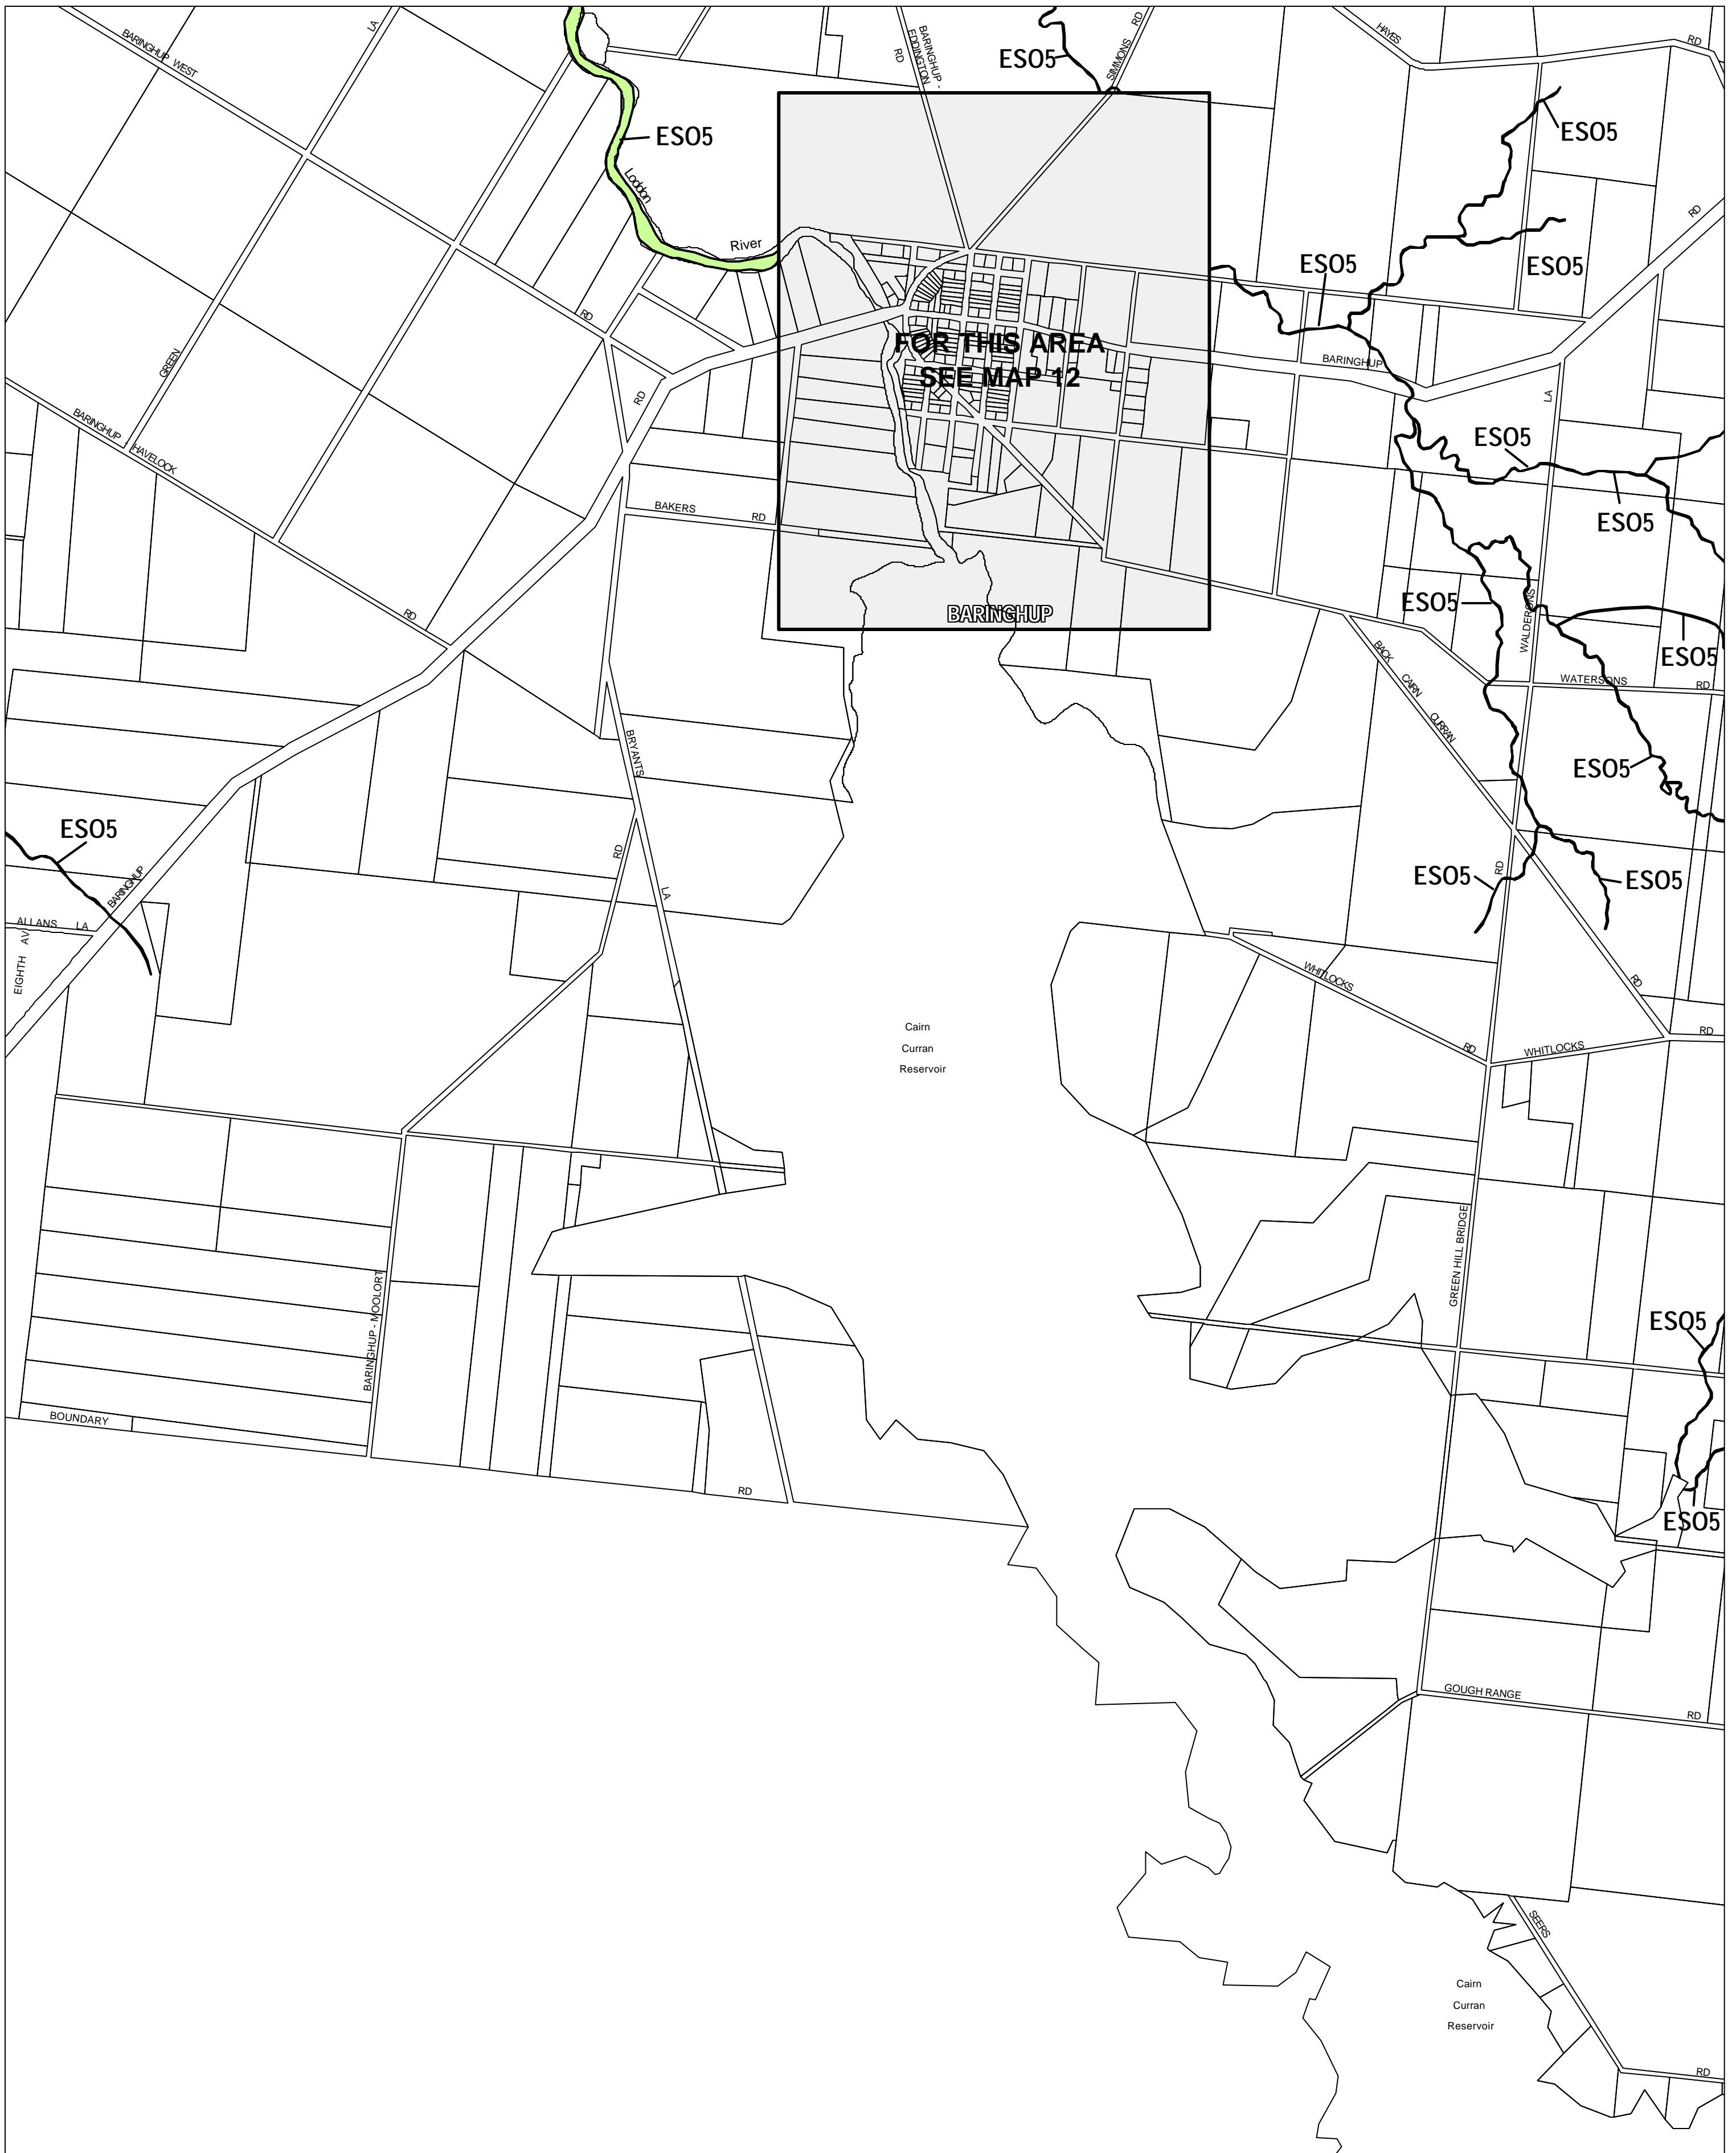 BARINGHUP WEST
LA
BARINGHUP -
EDDINGTON
RD
ESO5
SIMMONS
RD
HAYES
RD
ESO5
ESO5
Loddon
River
ESO5
ESO5
RD
RD
GREEN
RD
FOR THIS AREA
SEE MAP 12
BARINGHUP
LA
BARINGHUP
HAVELOCK
RD
ESO5
BAKERS
RD
ESO5
ESO5
WALDERONS
BARINGHUP
BACK
CAIRN
CURRAN
ESO5
WATERSONS
RD
BRYANTS
ESO5
ESO5
RD
LA
BARINGHUP
RD
ESO5
ESO5
ALLANS
LA
EIGHTH
AV
WHITLOCKS
RD
RD
WHITLOCKS
RD
Cairn
Curran
Reservoir
GREEN HILL BRIDGE
BARINGHUP - MOOLORT
ESO5
BOUNDARY
RD
ESO5
GOUGH RANGE
RD
SEERS
Cairn
Curran
Reservoir
RD